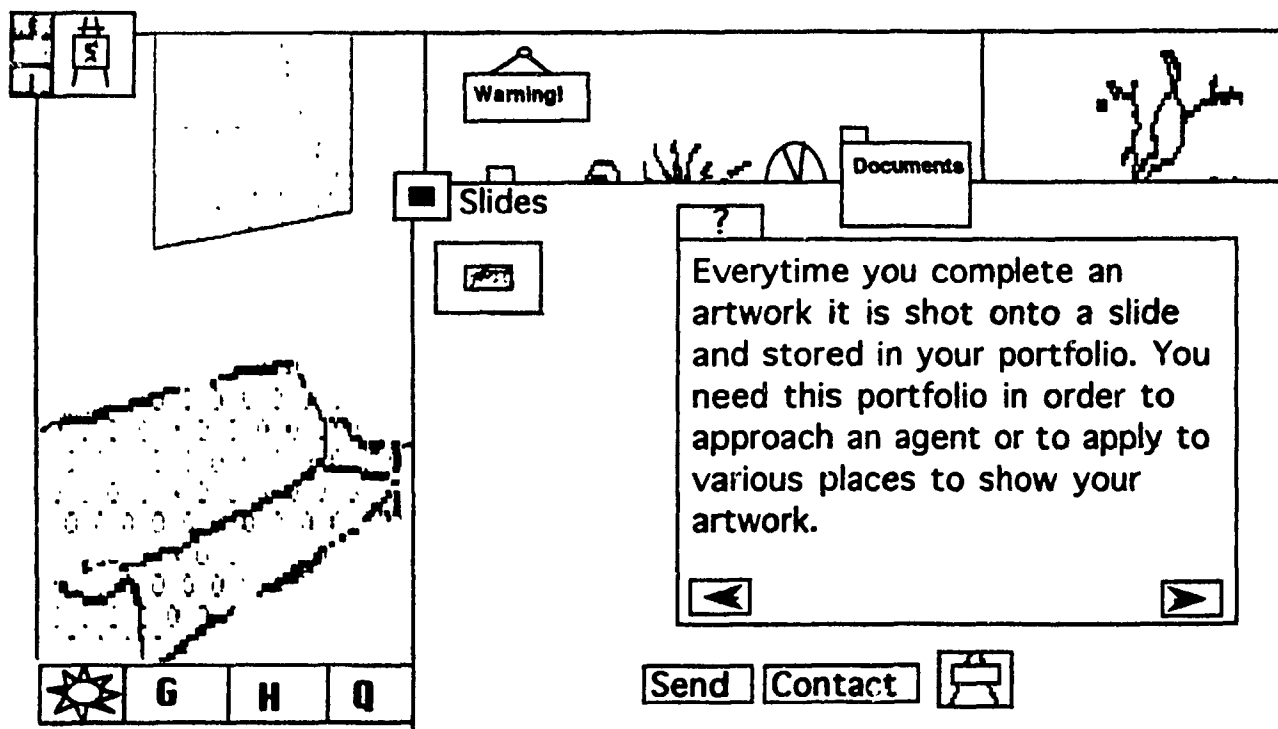 Warning!
Documents
Slides
?
Everytime you complete an
artwork it is shot onto a slide
and stored in your portfolio. You
need this portfolio in order to
approach an agent or to apply to
various places to show your
artwork.
Send
Contact
G
H
Q